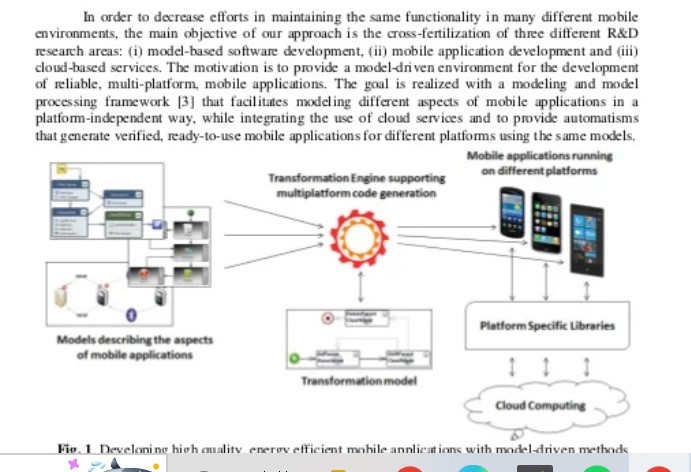 In order to decrease efforts in maintaining the same functionality in many different mobile
environments, the main objective of our approach is the cross-fertilization of three different R&D
research areas: (i) model-based software development, (ii) mobile application development and (iii)
cloud-based services. The motivation is to provide a model-driven environment for the development
of reliable, multi-platform, mobile applications. The goal is realized with a modeling and model
processing framework [3] that facilitates modeling different aspects of mobile applications in a
platform-independent way, while integrating the use of cloud services and to provide automatisms
that generate verified, ready-to-use mobile applications for different platforms using the same models.
Mobile applications running
on different platforms
Transformation Engine supporting
multiplatform code generation
Models describing the aspects
of mobile applications
Transformation model
Platform Specific Libraries
Cloud Computing
Fig. 1 Developing high quality, energy efficient mobile applications with model-driven methods